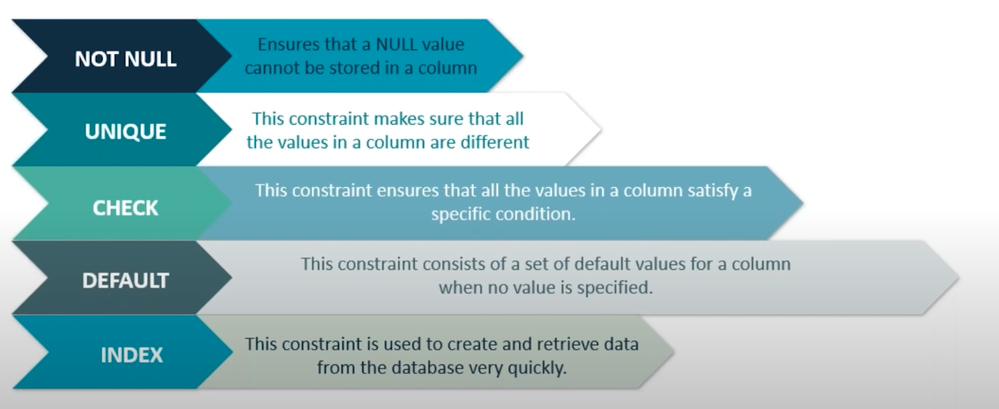 NOT NULL
Ensures that a NULL value
cannot be stored in a column
UNIQUE
This constraint makes sure that all
the values in a column are different
CHECK
This constraint ensures that all the values in a column satisfy a
specific condition.
DEFAULT
This constraint consists of a set of default values for a column
when no value is specified.
INDEX
This constraint is used to create and retrieve data
from the database very quickly.